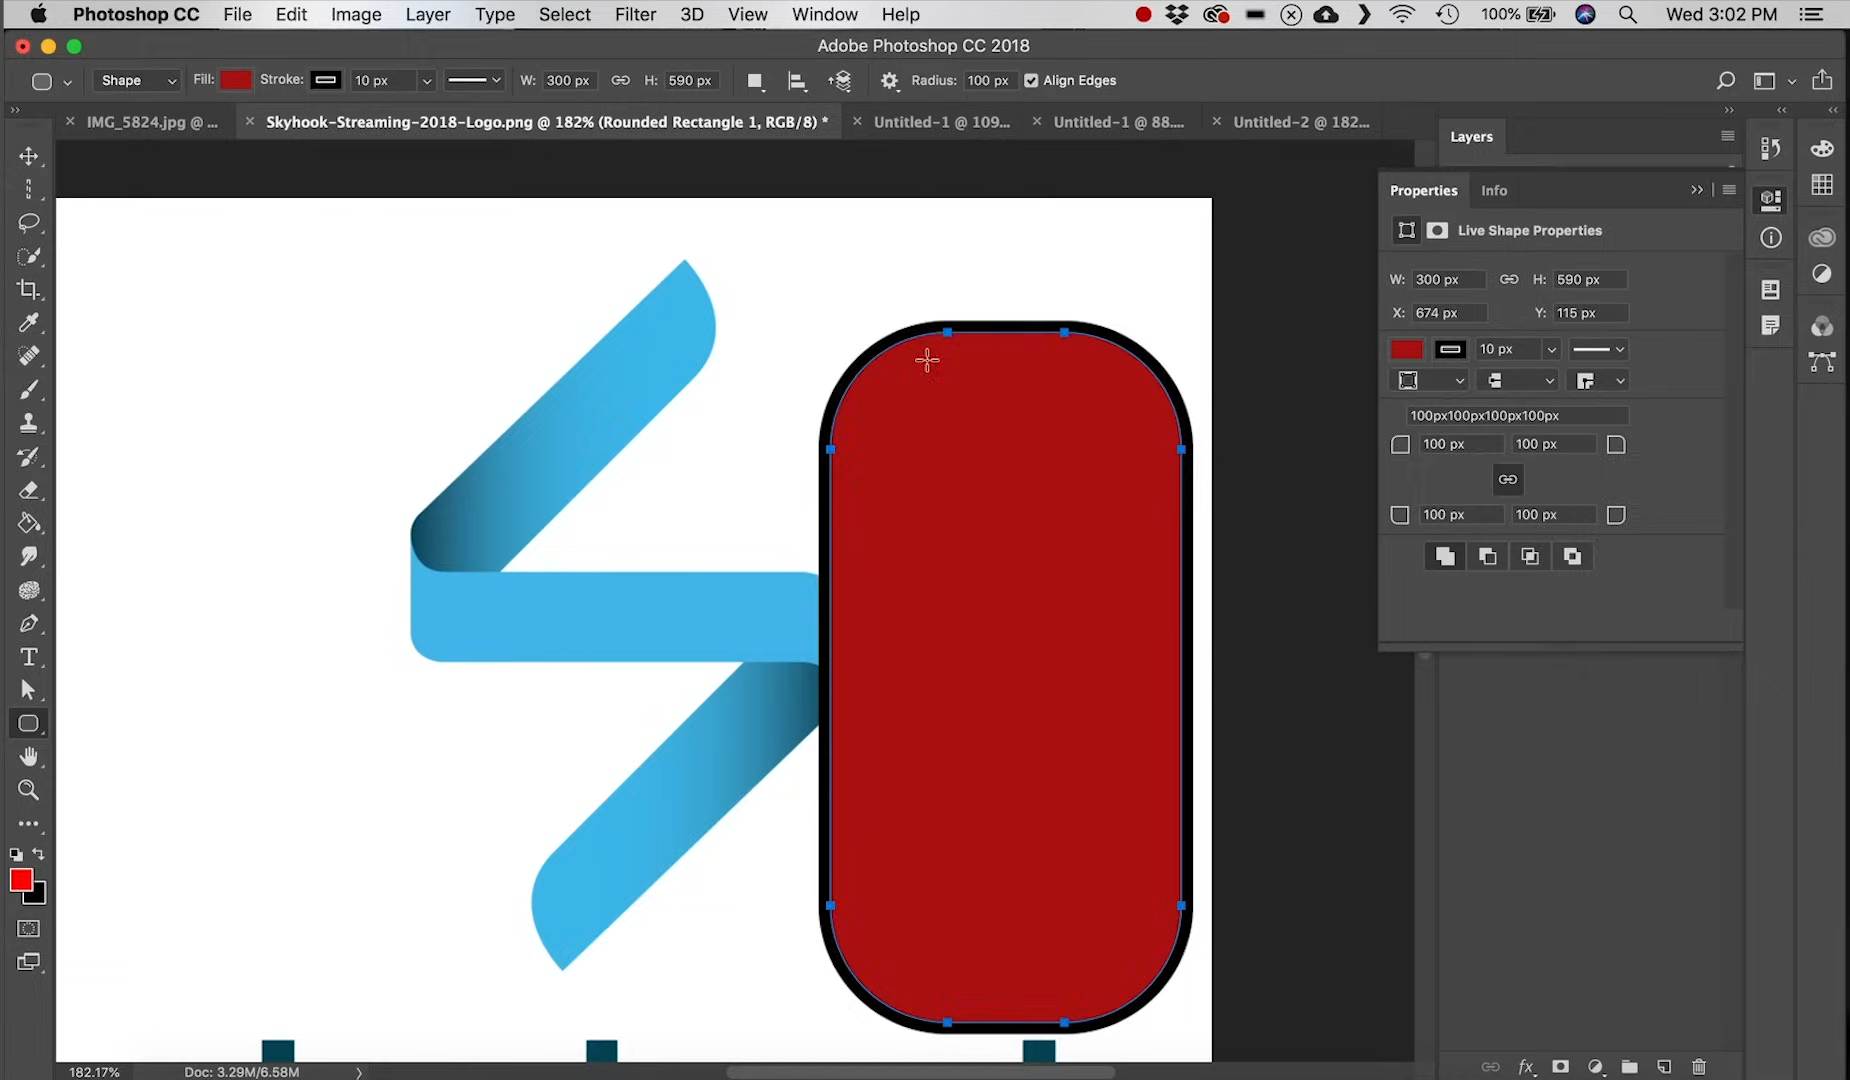 Photoshop CC File Edit Image Layer Type Select Filter 3D View Window Help 100% Wed 3:02 PM
Adobe Photoshop CC 2018
Shape Fill: Stroke: 10 px W: 300 px H: 590 px Radius: 100 px Align Edges
IMG_5824.jpg @ ... Skyhook-Streaming-2018-Logo.png @ 182% (Rounded Rectangle 1, RGB/8) * Untitled-1 @ 109... Untitled-1 @ 88.... Untitled-2 @ 182...
Layers
Properties Info
Live Shape Properties
W: 300 px H: 590 px
X: 674 px Y: 115 px
10 px
100px100px100px100px
100 px 100 px
100 px 100 px
182.17% Doc: 3.29M/6.58M